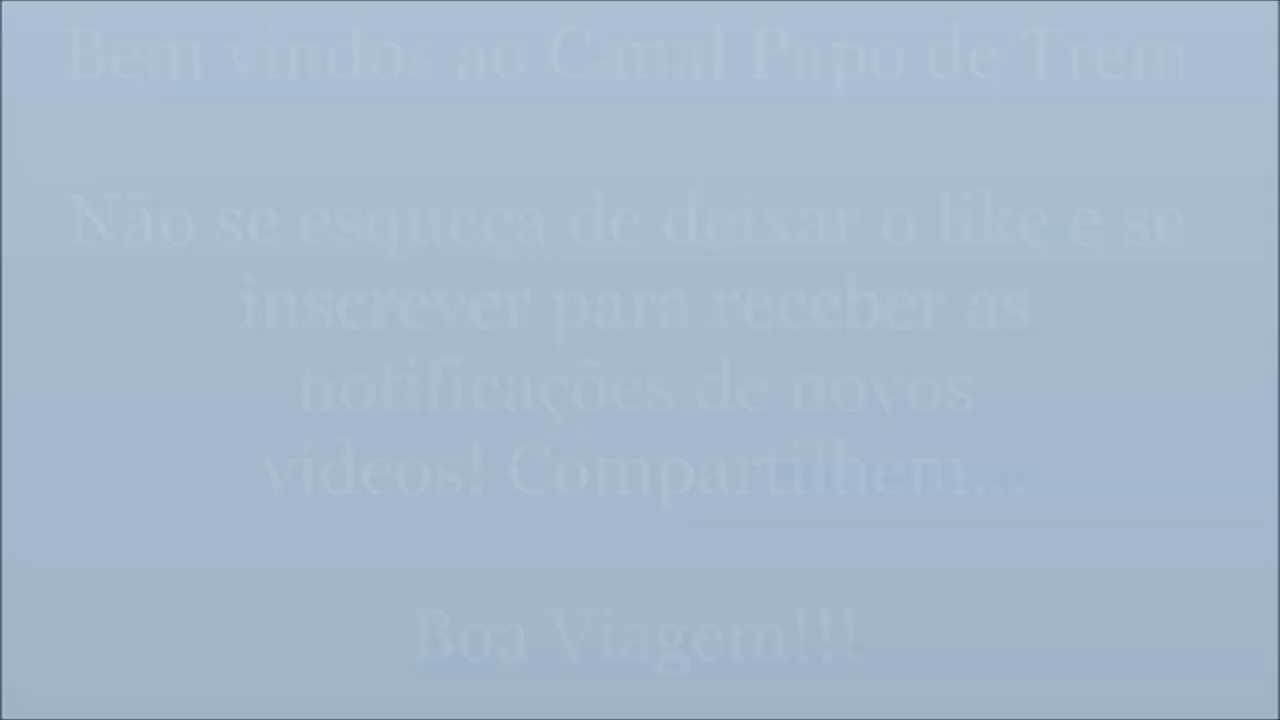 Bem vindos ao Canal Papo de Trem
Não se esqueça de deixar o like e se
inscrever para receber as
notificações de novos
videos! Compartilhem...
Boa Viagem!!!